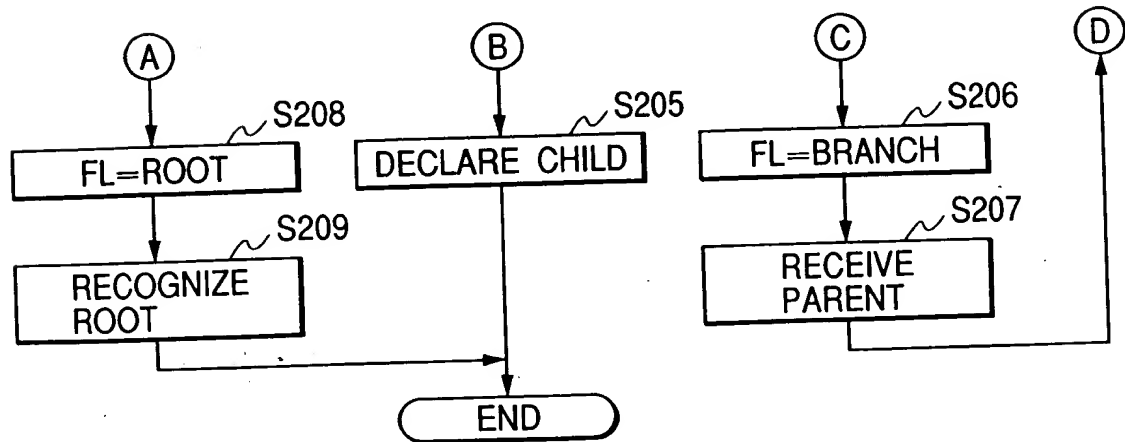 A
B
C
D
S208
S205
S206
FL=ROOT
DECLARE CHILD
FL=BRANCH
S209
S207
RECOGNIZE
ROOT
RECEIVE
PARENT
END